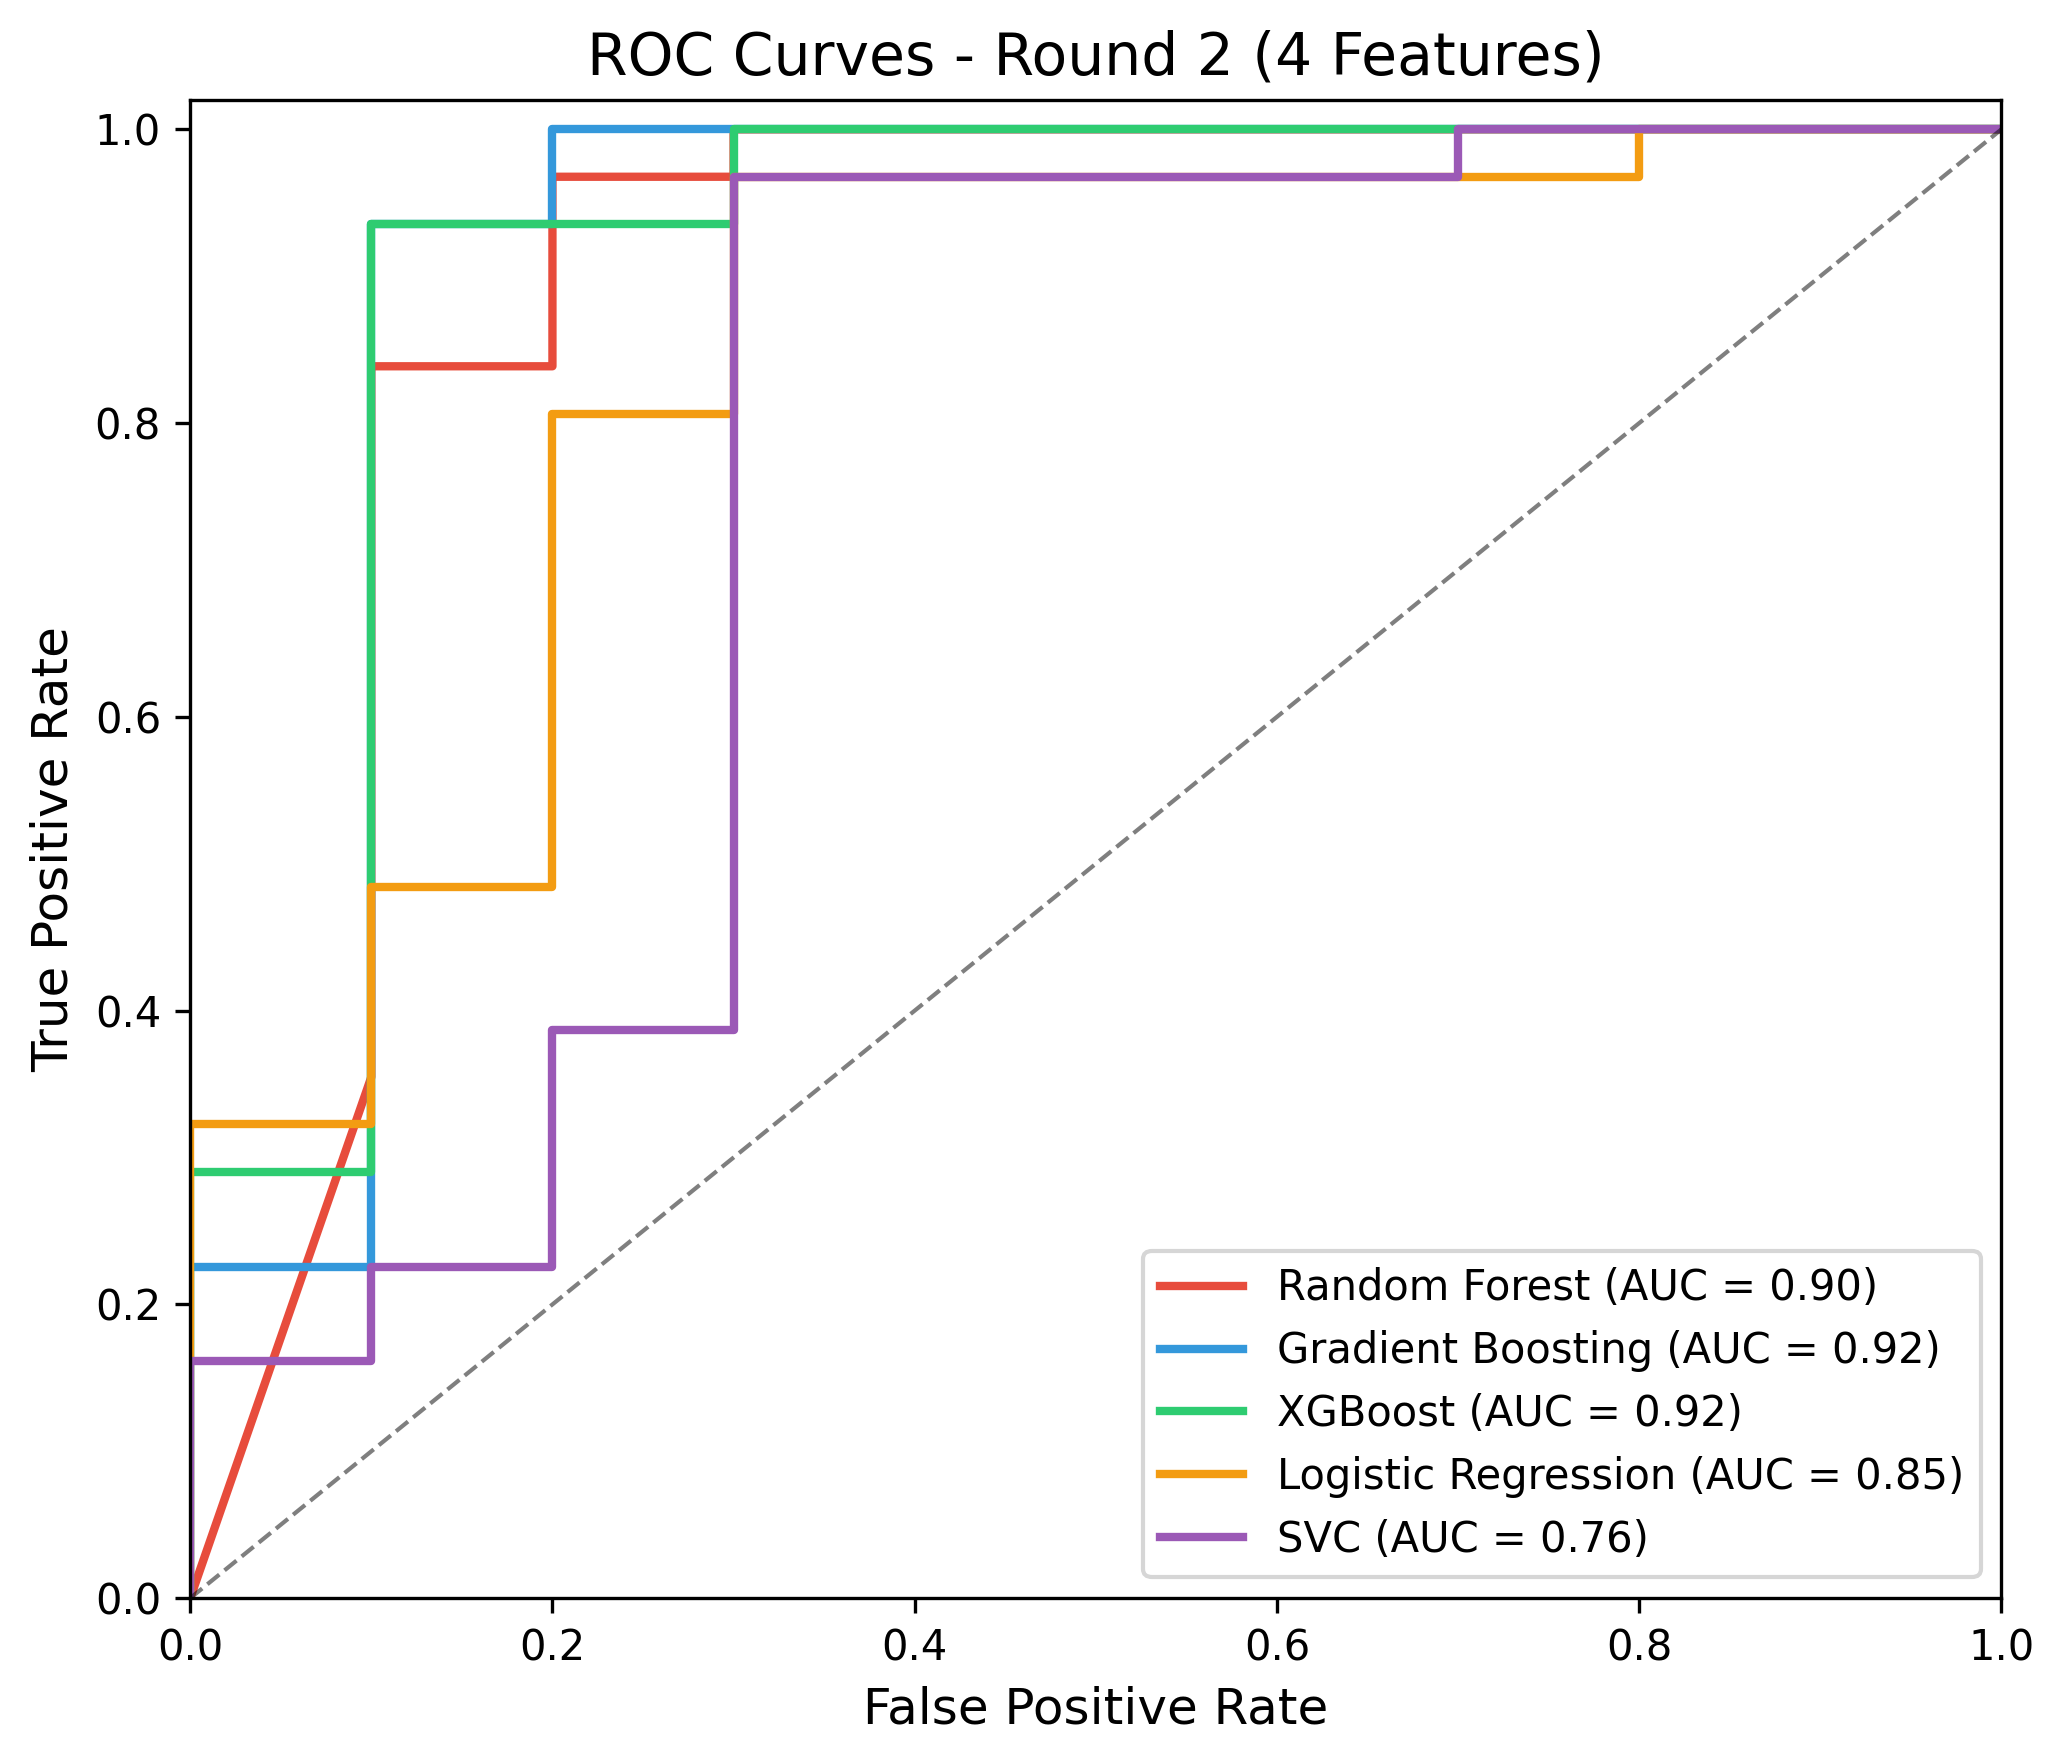 ROC Curves - Round 2 (4 Features)
1.0
0.8
0.6
0.4
0.2
0.0
True Positive Rate
0.0 0.2 0.4 0.6 0.8 1.0
False Positive Rate
Random Forest (AUC = 0.90)
Gradient Boosting (AUC = 0.92)
XGBoost (AUC = 0.92)
Logistic Regression (AUC = 0.85)
SVC (AUC = 0.76)